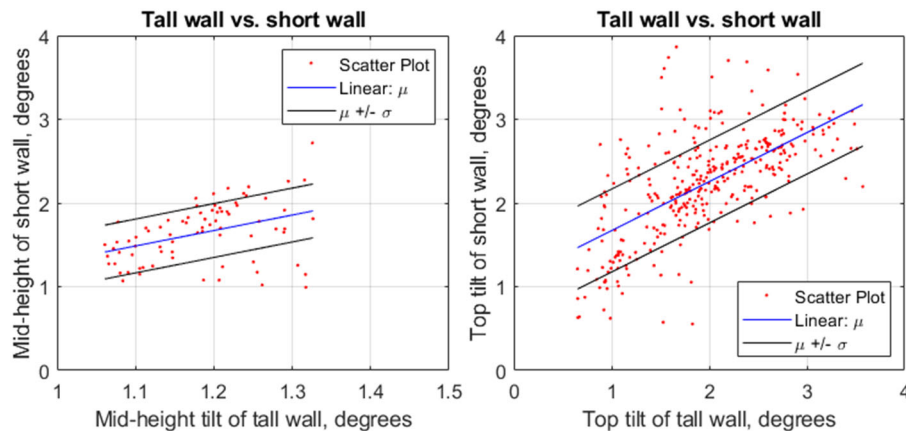 Tall wall vs. short wall
Mid-height of short wall, degrees
4
3
2
1
0
Scatter Plot
Linear: μ
μ +/- σ
1
1.1
1.2
1.3
1.4
1.5
Mid-height tilt of tall wall, degrees
Tall wall vs. short wall
Top tilt of short wall, degrees
4
3
2
1
0
Scatter Plot
Linear: μ
μ +/- σ
0
1
2
3
4
Top tilt of tall wall, degrees